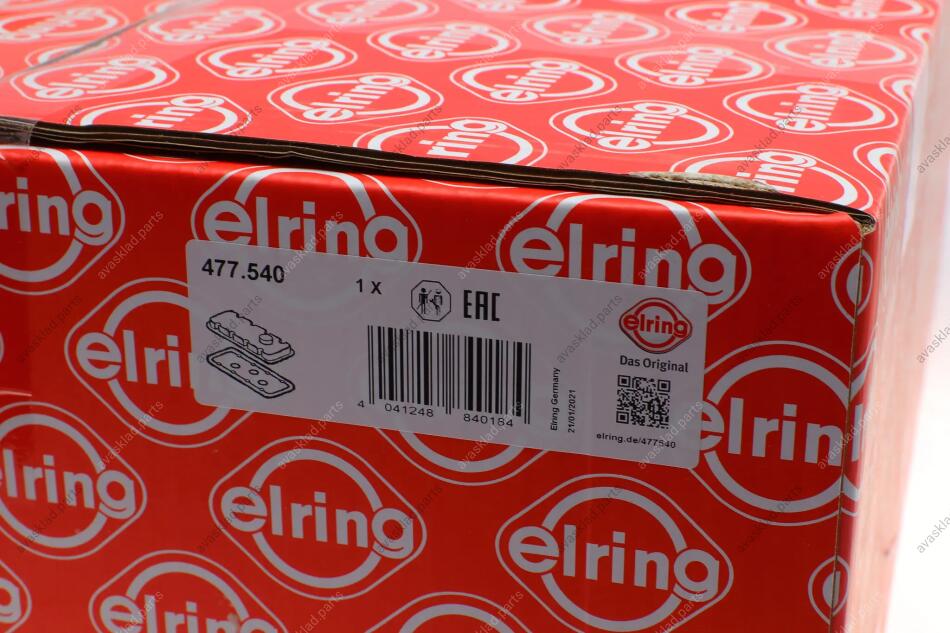 477.540
1 X
EAC
elring
Das Original
4 041248 840184
Elring Germany
21/01/2021
elring.de/477540
elring
avasklad.parts